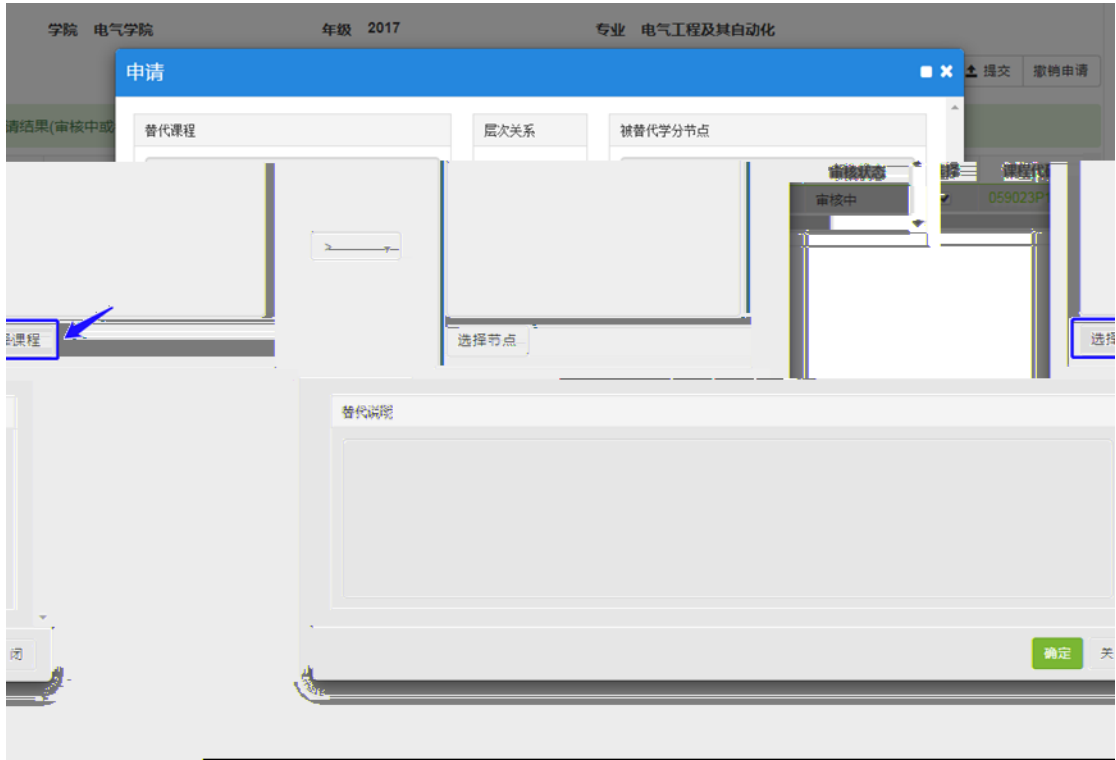 学院 电气学院 年级 2017 专业 电气工程及其自动化
申请
提交 撤销申请
请结果(审核中或
替代课程 层次关系 被替代学分节点
审核状态 课程代
审核中 059023P
>
课程 选择节点 选择
替代说明
闭 确定 关